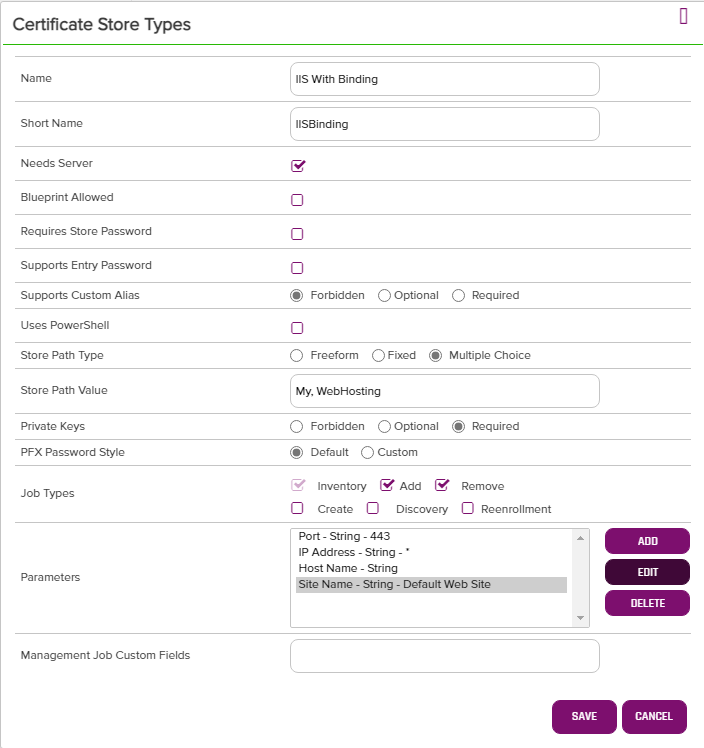 Certificate Store Types
Name IIS With Binding
Short Name IISBinding
Needs Server
Blueprint Allowed
Requires Store Password
Supports Entry Password
Supports Custom Alias Forbidden Optional Required
Uses PowerShell
Store Path Type Freeform Fixed Multiple Choice
Store Path Value My, WebHosting
Private Keys Forbidden Optional Required
PFX Password Style Default Custom
Job Types Inventory Add Remove
Create Discovery Reenrollment
Parameters
Port - String - 443
IP Address - String - *
Host Name - String
Site Name - String - Default Web Site
ADD
EDIT
DELETE
Management Job Custom Fields
SAVE CANCEL